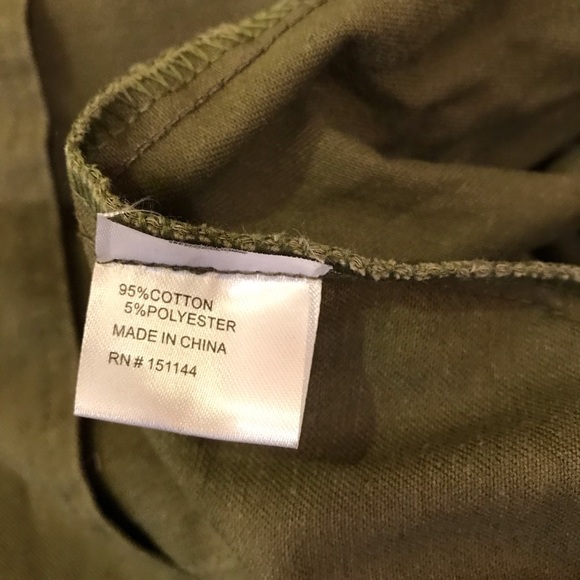 95%COTTON
5%POLYESTER
MADE IN CHINA
RN# 151144